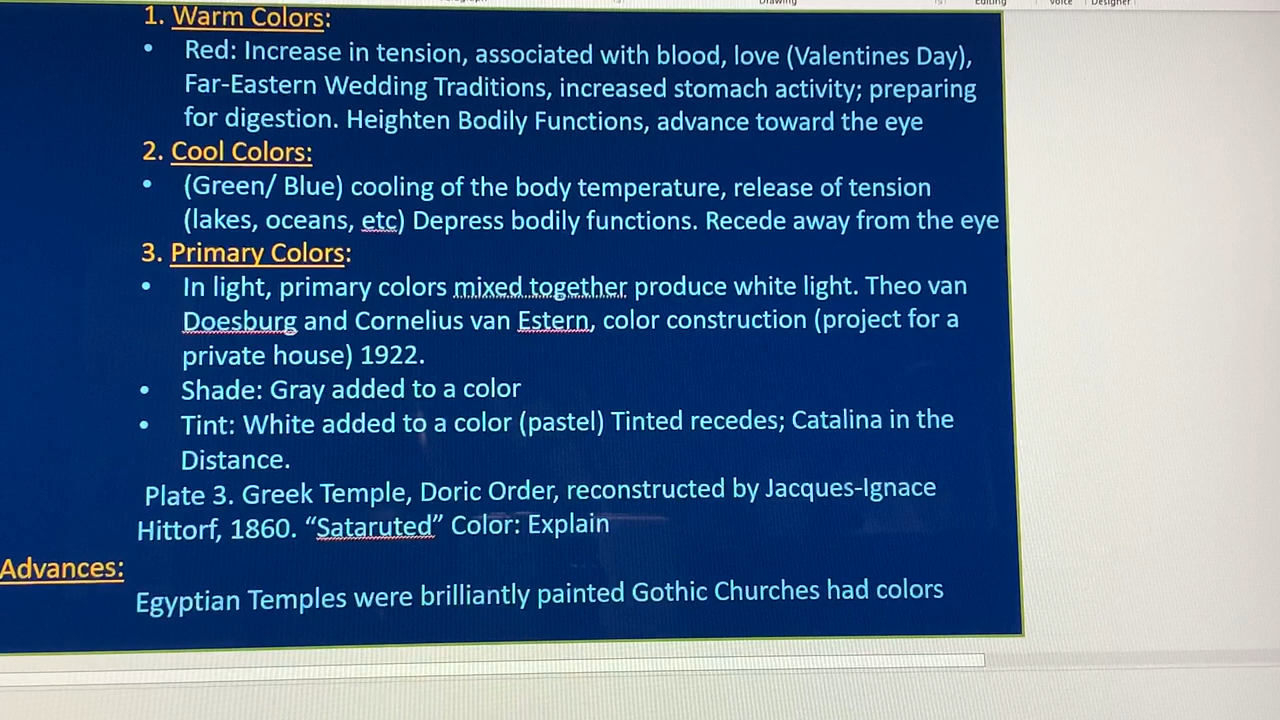 Drawing
Editing
Voice
Designer
1. Warm Colors:
• Red: Increase in tension, associated with blood, love (Valentines Day),
Far-Eastern Wedding Traditions, increased stomach activity; preparing
for digestion. Heighten Bodily Functions, advance toward the eye
2. Cool Colors:
• (Green/ Blue) cooling of the body temperature, release of tension
(lakes, oceans, etc) Depress bodily functions. Recede away from the eye
3. Primary Colors:
• In light, primary colors mixed together produce white light. Theo van
Doesburg and Cornelius van Estern, color construction (project for a
private house) 1922.
• Shade: Gray added to a color
• Tint: White added to a color (pastel) Tinted recedes; Catalina in the
Distance.
Plate 3. Greek Temple, Doric Order, reconstructed by Jacques-Ignace
Hittorf, 1860. “Sataruted” Color: Explain
Advances:
Egyptian Temples were brilliantly painted Gothic Churches had colors